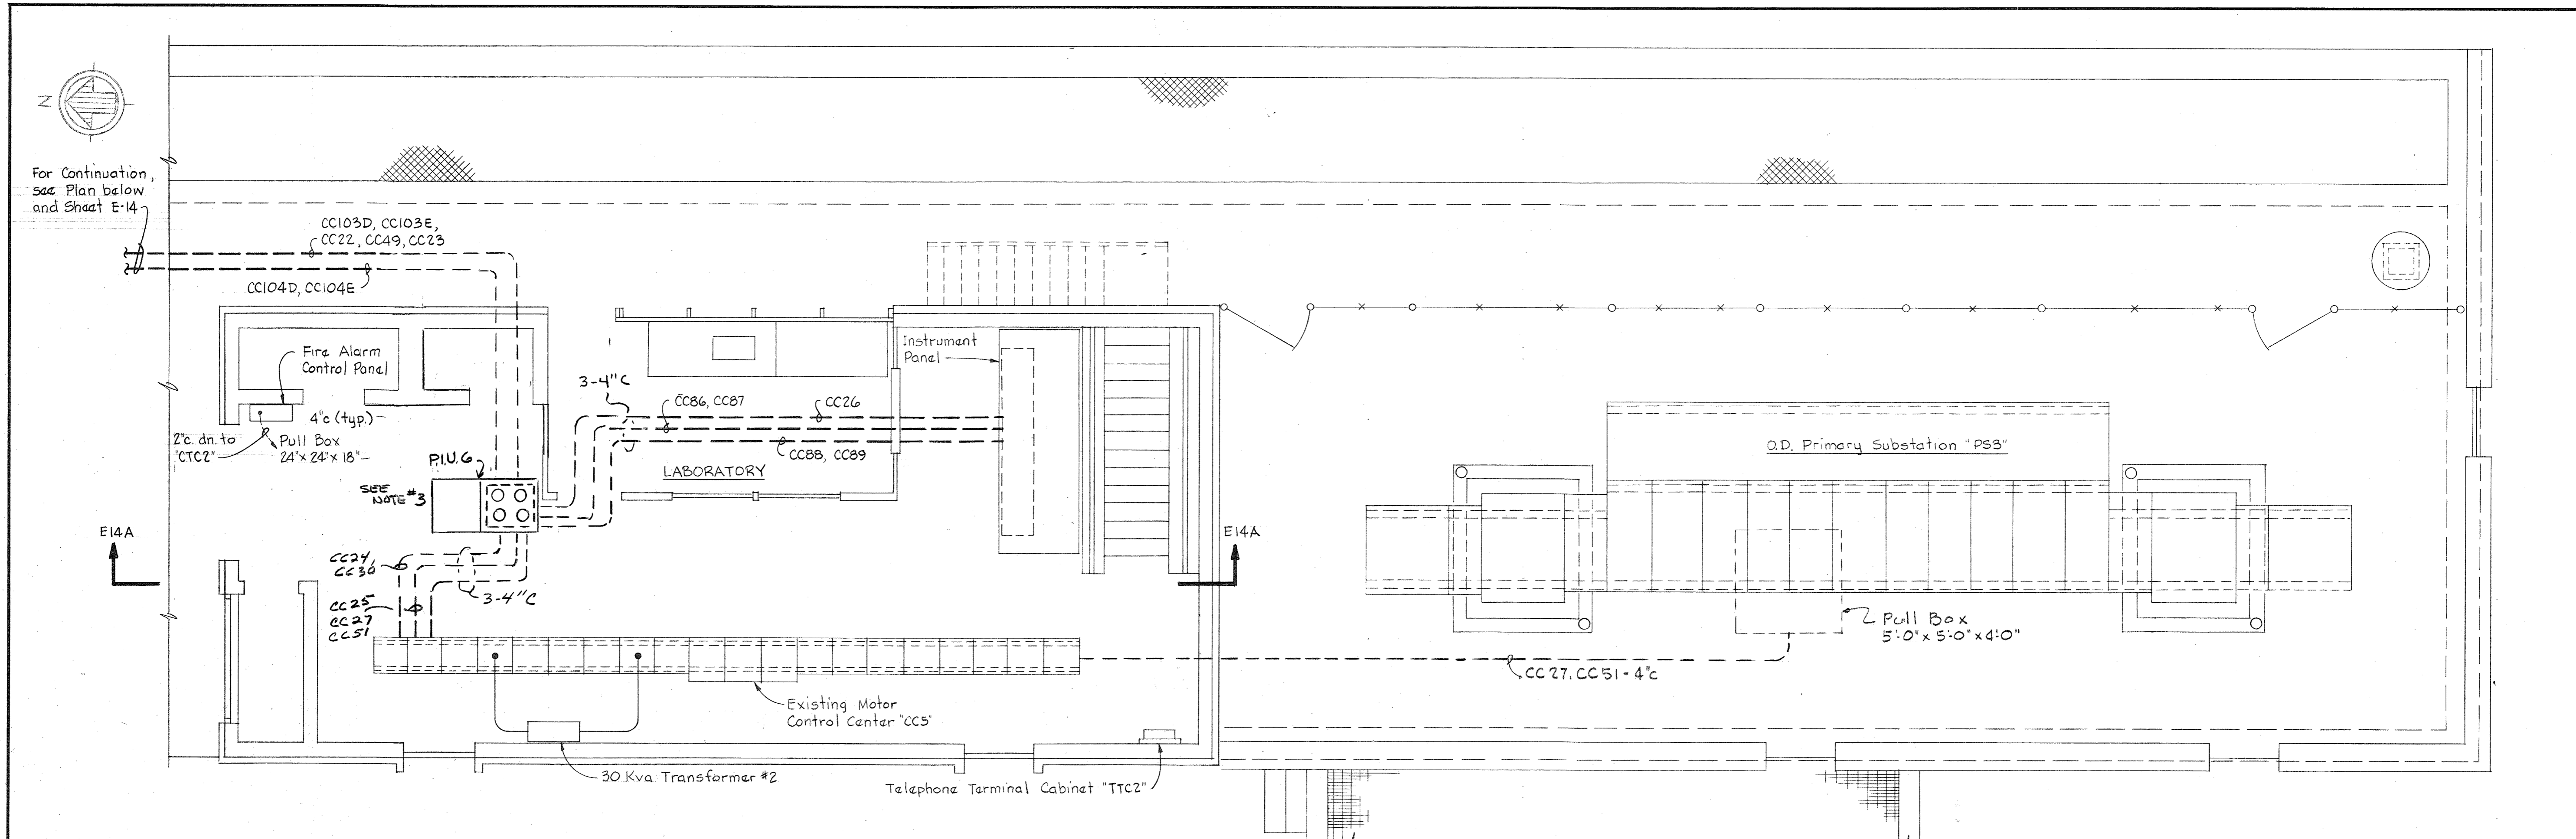 N
For Continuation,
see Plan below
and Sheet E-14
CC103D, CC103E,
CC22, CC49, CC23
CC104D, CC104E
Fire Alarm
Control Panel
4"c (typ.)
2"c. dn. to
"CTC2"
Pull Box
24" x 24" x 18"
P.I.U.6
SEE
NOTE #3
3-4"C
CC86, CC87
CC26
CC88, CC89
LABORATORY
Instrument
Panel
O.D. Primary Substation "PS3"
E14A
E14A
CC24,
CC30
3-4"C
CC25
CC27
CC51
Pull Box
5'-0" x 5'-0" x 4'-0"
CC27, CC51-4"c
Existing Motor
Control Center "CC5"
30 Kva Transformer #2
Telephone Terminal Cabinet "TTC2"